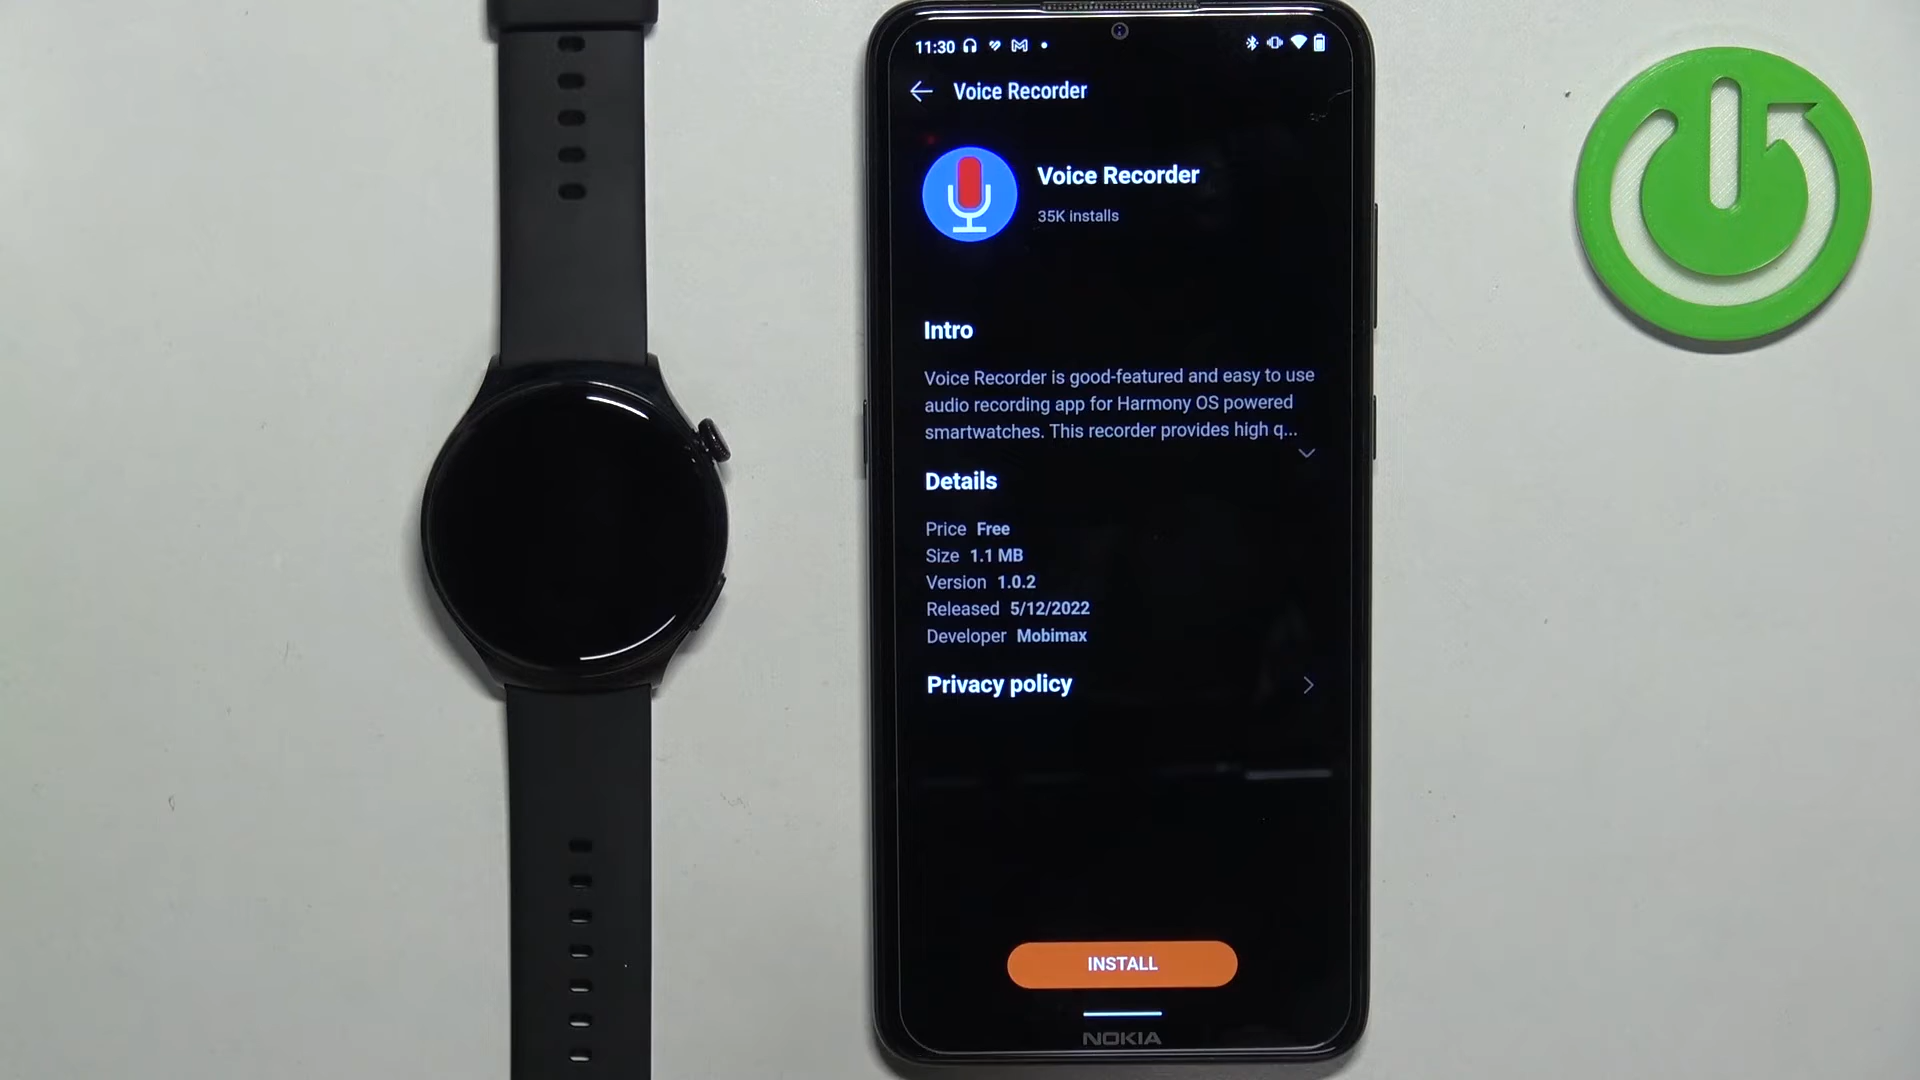 11:30
Voice Recorder
Voice Recorder
35K installs
Intro
Voice Recorder is good-featured and easy to use
audio recording app for Harmony OS powered
smartwatches. This recorder provides high q...
Details
Price Free
Size 1.1 MB
Version 1.0.2
Released 5/12/2022
Developer Mobimax
Privacy policy
INSTALL
NOKIA